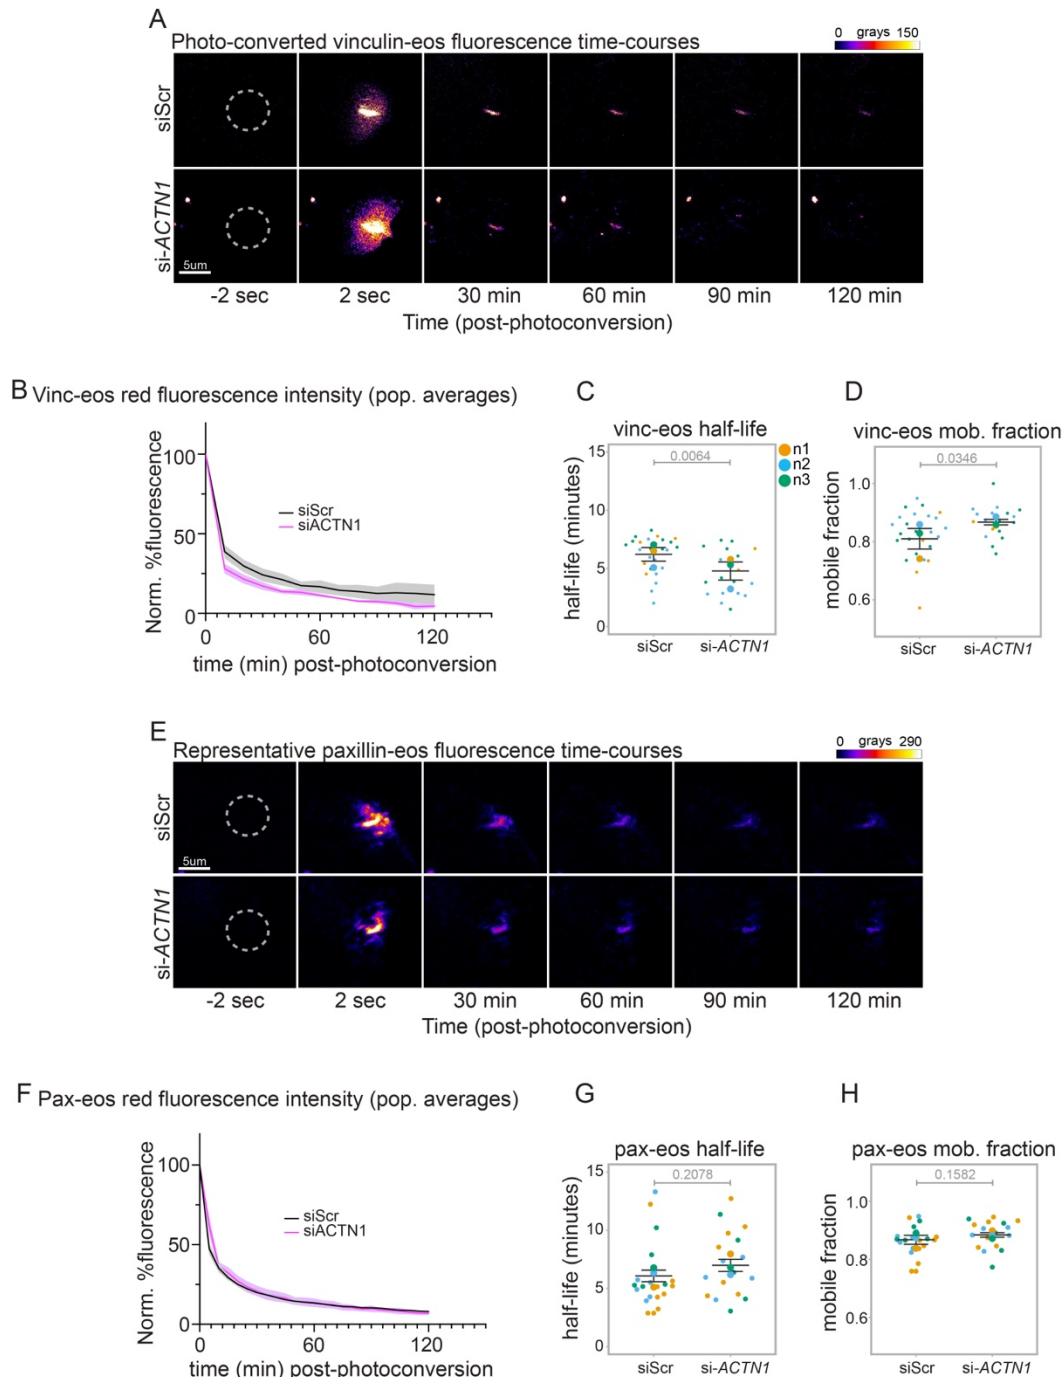 A
Photo-converted vinculin-eos fluorescence time-courses
0 grays 150
siScr
si-ACTN1
5um
-2 sec 2 sec 30 min 60 min 90 min 120 min
Time (post-photoconversion)
B Vinc-eos red fluorescence intensity (pop. averages)
Norm. %fluorescence
100
50
0
siScr
siACTN1
0 60 120
time (min) post-photoconversion
C
vinc-eos half-life
half-life (minutes)
15
10
5
0
0.0064
n1
n2
n3
siScr si-ACTN1
D
vinc-eos mob. fraction
mobile fraction
1.0
0.8
0.6
0.0346
siScr si-ACTN1
E
Representative paxillin-eos fluorescence time-courses
0 grays 290
siScr
5um
si-ACTN1
-2 sec 2 sec 30 min 60 min 90 min 120 min
Time (post-photoconversion)
F Pax-eos red fluorescence intensity (pop. averages)
Norm. %fluorescence
100
50
0
siScr
siACTN1
0 60 120
time (min) post-photoconversion
G
pax-eos half-life
half-life (minutes)
15
10
5
0
0.2078
siScr si-ACTN1
H
pax-eos mob. fraction
mobile fraction
1.0
0.8
0.6
0.1582
siScr si-ACTN1